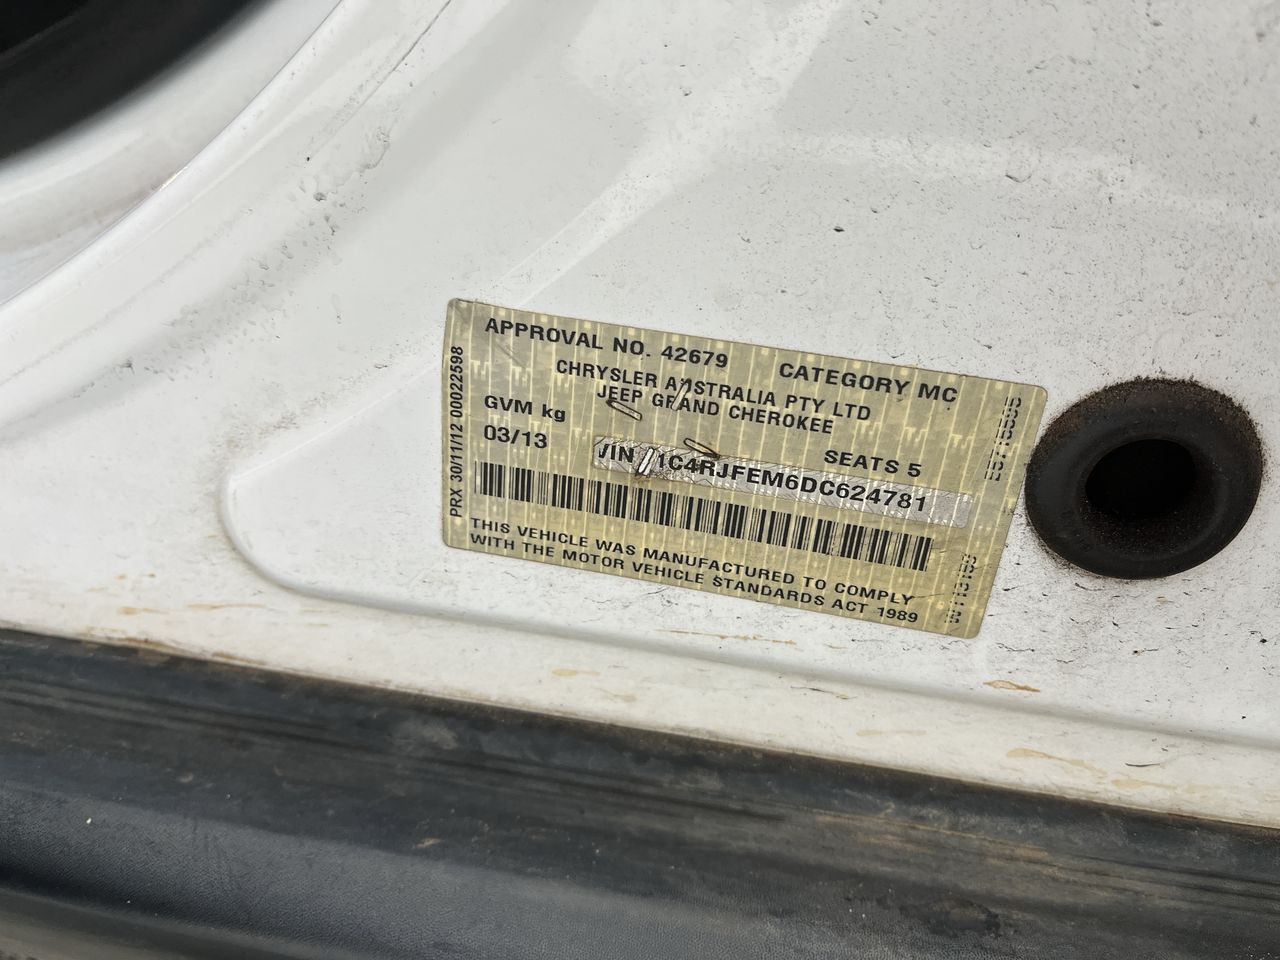 APPROVAL NO. 42679 CATEGORY MC
CHRYSLER AUSTRALIA PTY LTD
JEEP GRAND CHEROKEE
GVM kg
03/13 SEATS 5
VIN 1C4RJFEM6DC624781
THIS VEHICLE WAS MANUFACTURED TO COMPLY
WITH THE MOTOR VEHICLE STANDARDS ACT 1989
PRX 30/11/12 00022598